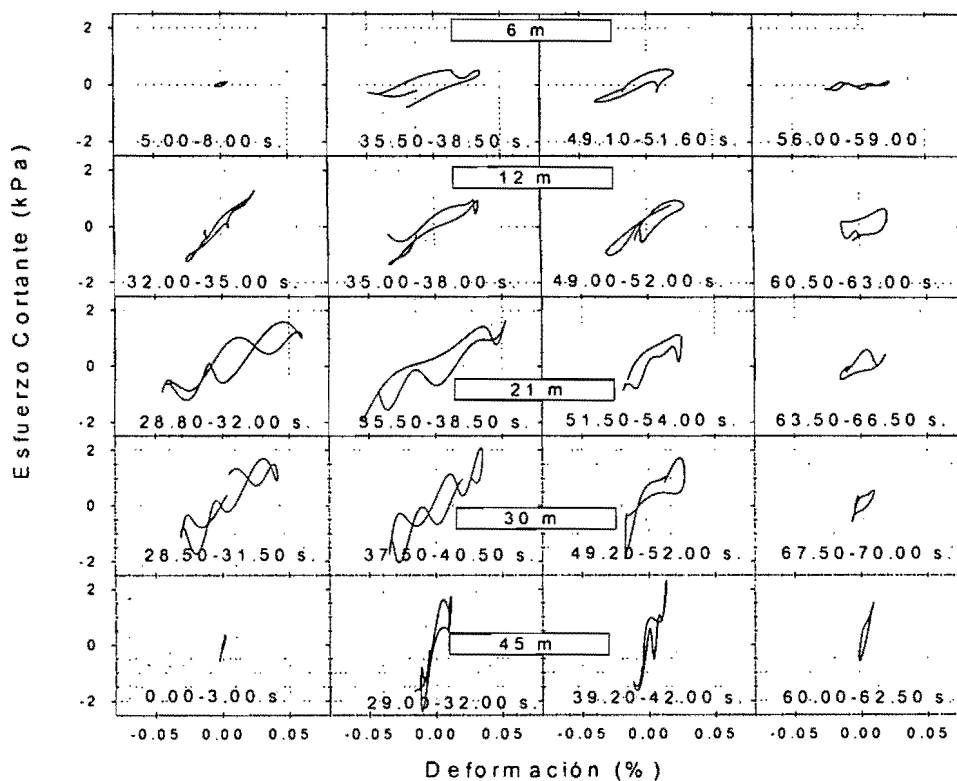 Esfuerzo Cortante (kPa)
2
0
-2
6 m
5.00-8.00 s.
35.50-38.50 s.
49.10-51.60 s.
56.00-59.00
2
0
-2
12 m
32.00-35.00 s.
35.00-38.00 s.
49.00-52.00 s.
60.50-63.00 s.
2
0
-2
21 m
28.80-32.00 s.
35.50-38.50 s.
51.50-54.00 s.
63.50-66.50 s.
2
0
-2
30 m
28.50-31.50 s.
37.50-40.50 s.
49.20-52.00 s.
67.50-70.00 s.
2
0
-2
45 m
0.00-3.00 s.
29.00-32.00 s.
39.20-42.00 s.
60.00-62.50 s.
-0.05 0.00 0.05 -0.05 0.00 0.05 -0.05 0.00 0.05 -0.05 0.00 0.05
Deformación (%)